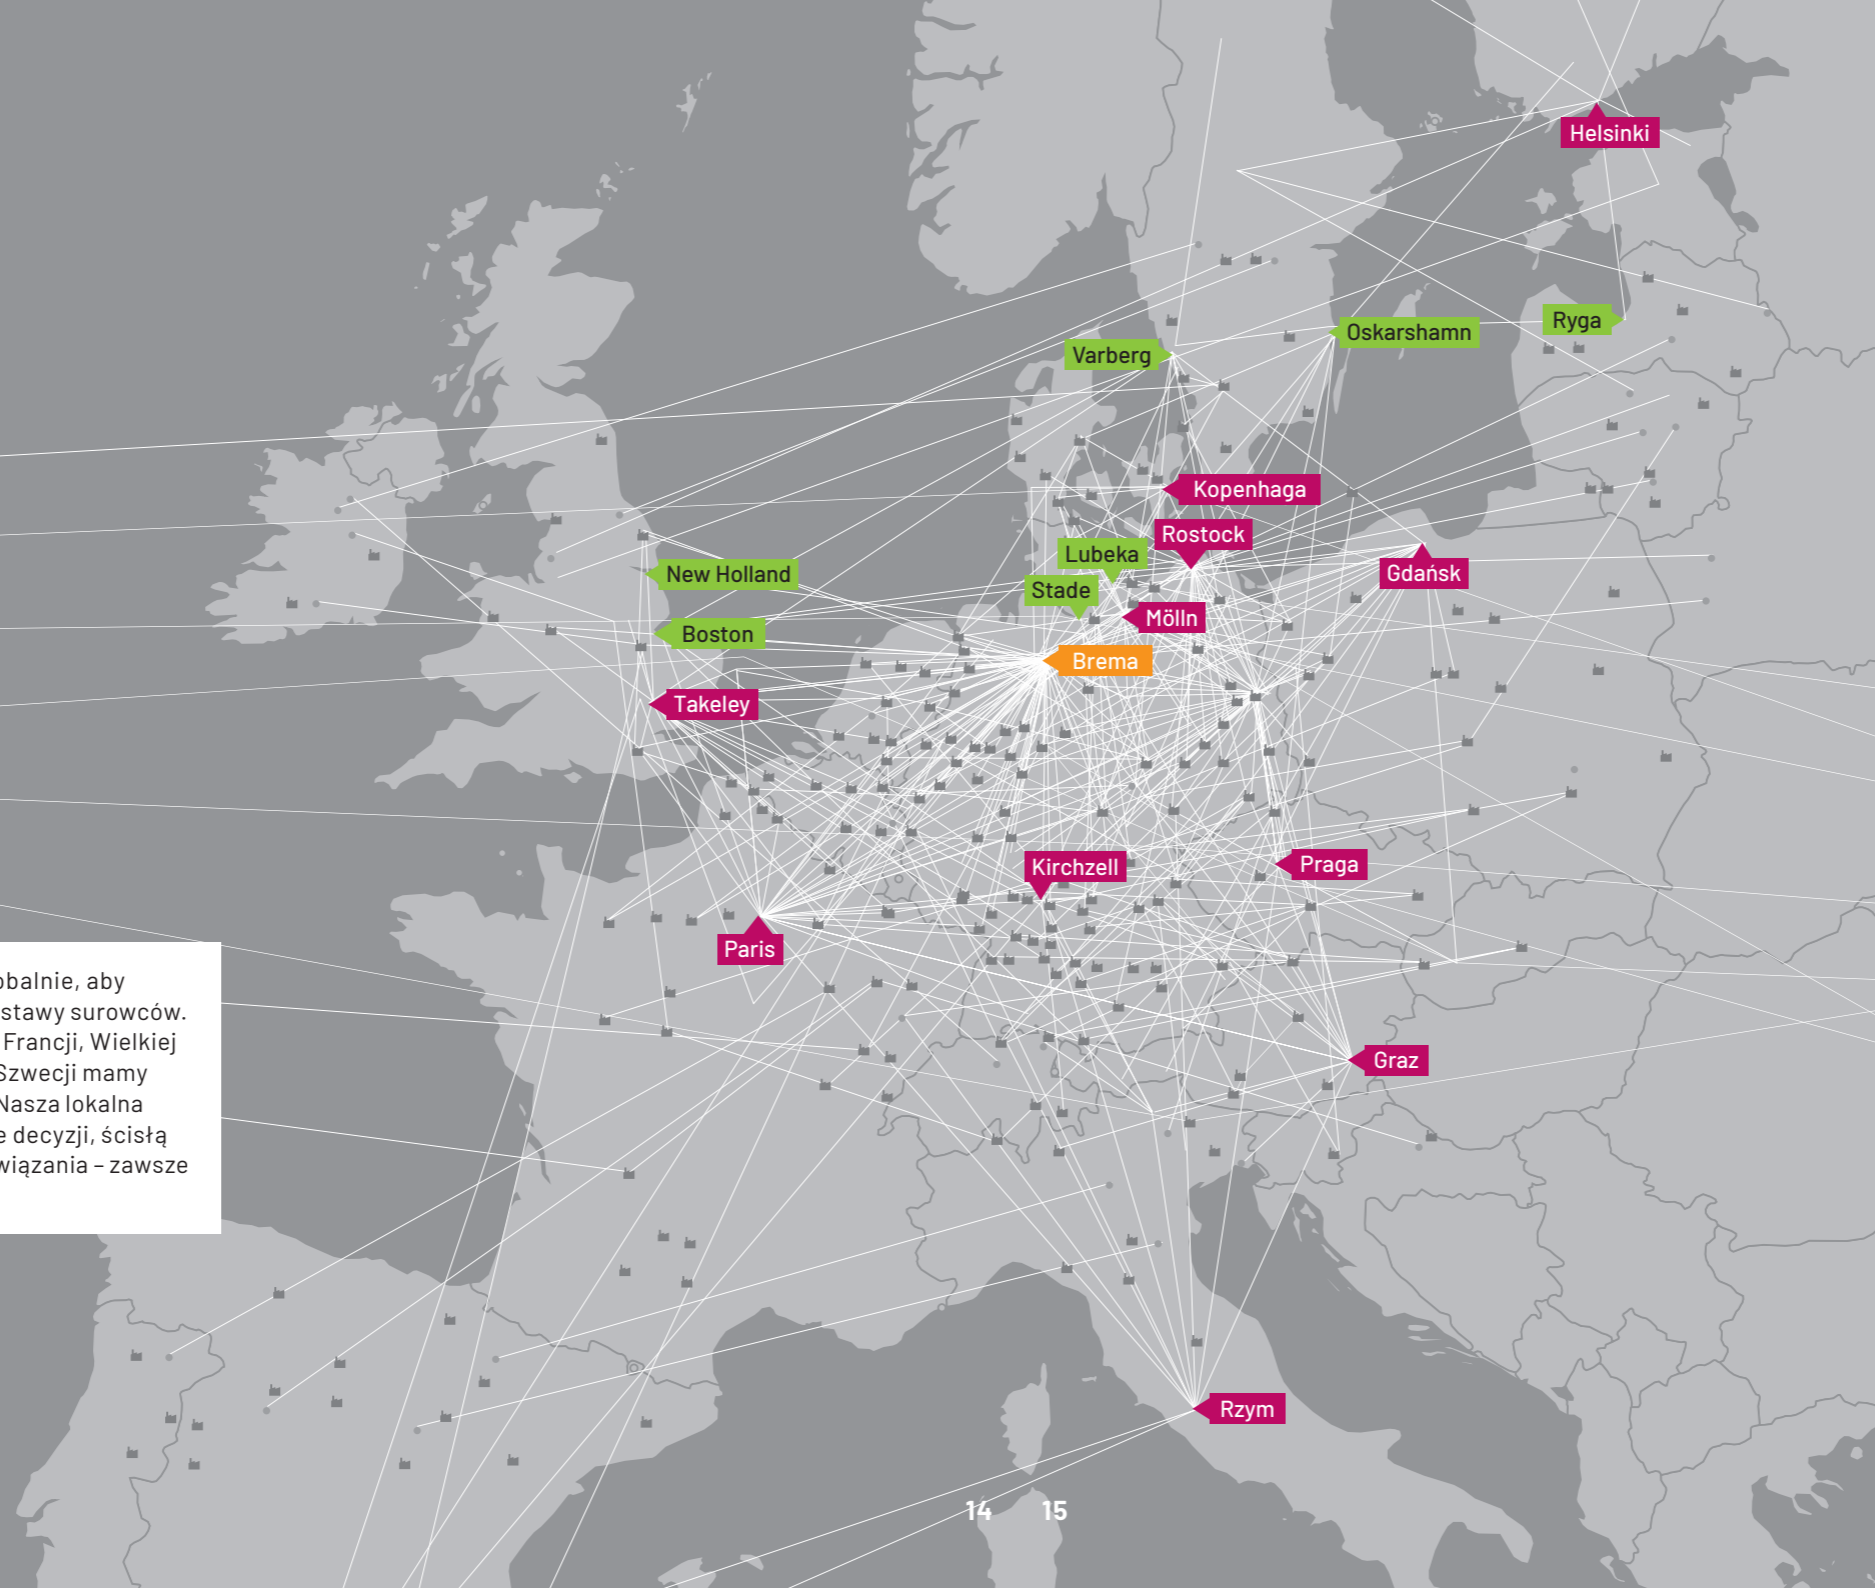 Helsinki
Ryga
Oskarshamn
Varberg
Kopenhaga
Rostock
Lubeka
Gdańsk
New Holland
Stade
Mölln
Boston
Brema
Takeley
Praga
Kirchzell
Paris
obalnie, aby
stawy surowców.
Francji, Wielkiej
Szwecji mamy
Nasza lokalna
e decyzji, ścisłą
wiązania – zawsze
Graz
Rzym
14 15